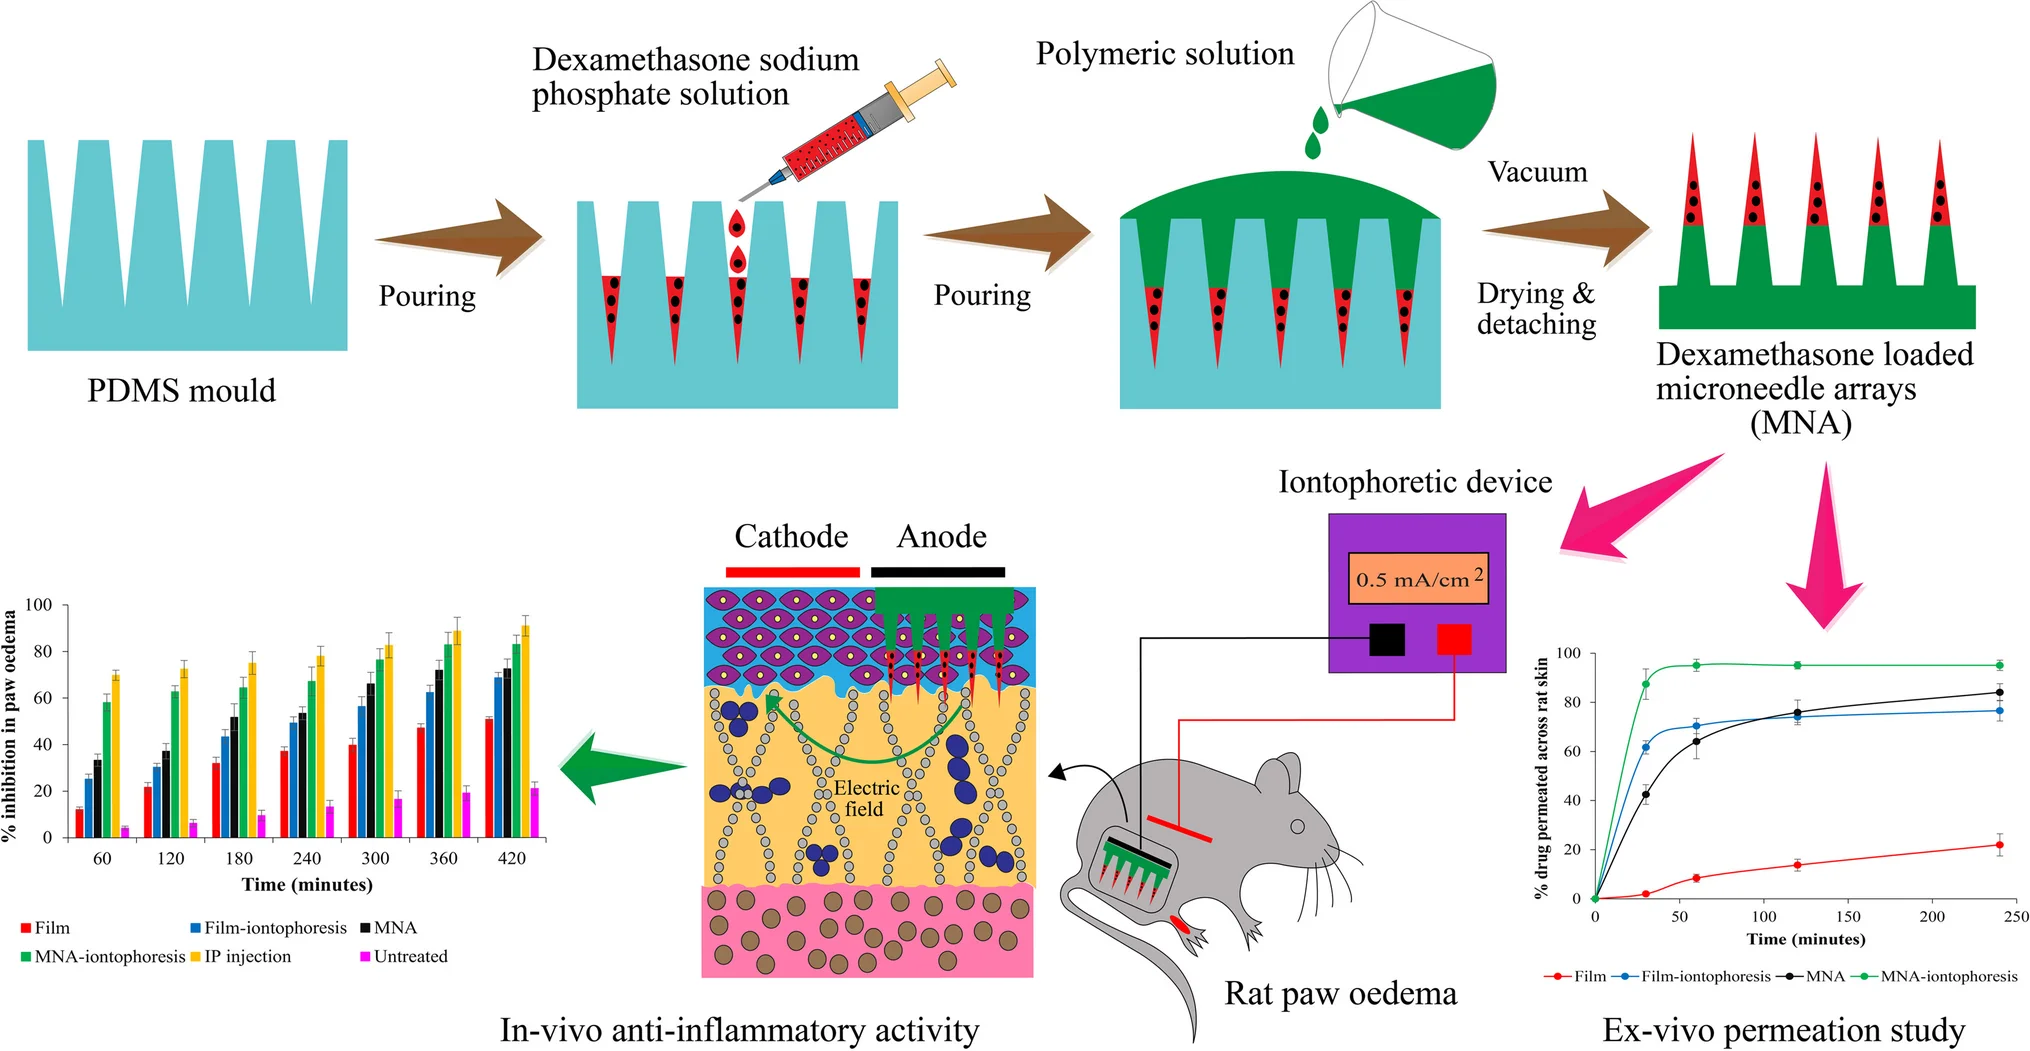 Dexamethasone sodium
phosphate solution
Polymeric solution
Vacuum
Pouring
Pouring
Drying &
detaching
PDMS mould
Dexamethasone loaded
microneedle arrays
(MNA)
Iontophoretic device
0.5 mA/cm 2
Cathode
Anode
Electric
field
% inhibition in paw oedema
100
80
60
40
20
0
60 120 180 240 300 360 420
Time (minutes)
Film Film-iontophoresis MNA
MNA-iontophoresis IP injection Untreated
In-vivo anti-inflammatory activity
Rat paw oedema
% drug permeated across rat skin
100
80
60
40
20
0
0 50 100 150 200 250
Time (minutes)
Film Film-iontophoresis MNA MNA-iontophoresis
Ex-vivo permeation study